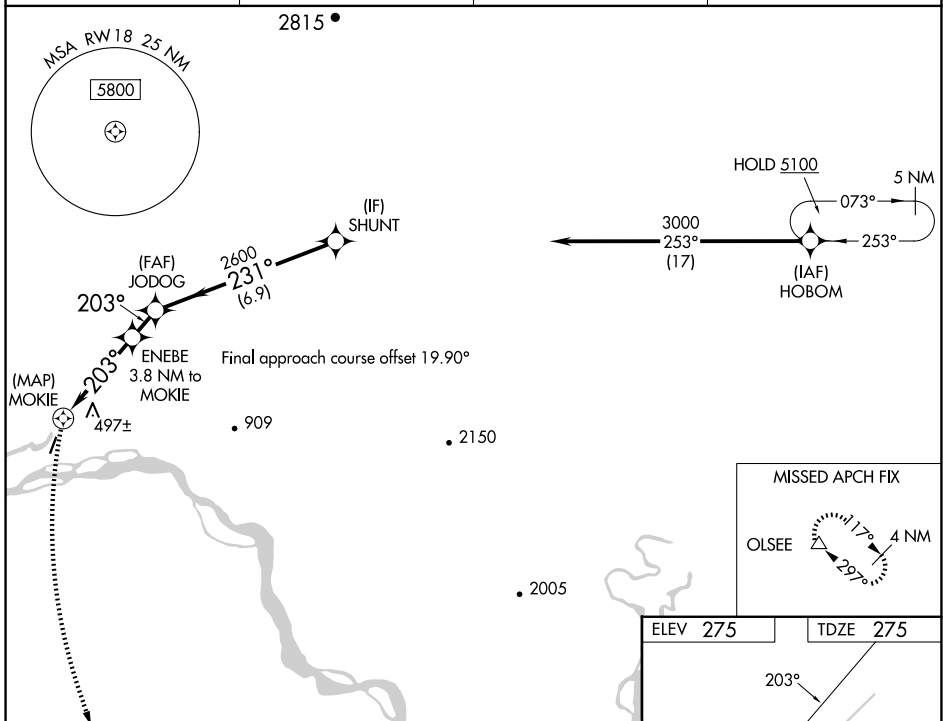 2815
MSA RW18 25 NM
5800
HOLD 5100
5 NM
073°
253°
3000
253°
(17)
(IAF)
HOBOM
(IF)
SHUNT
2600
231°
(6.9)
(FAF)
JODOG
203°
ENEBE
3.8 NM to
MOKIE
Final approach course offset 19.90°
203°
(MAP)
MOKIE
497±
909
2150
2005
MISSED APCH FIX
OLSEE
117°
4 NM
297°
ELEV 275
TDZE 275
203°